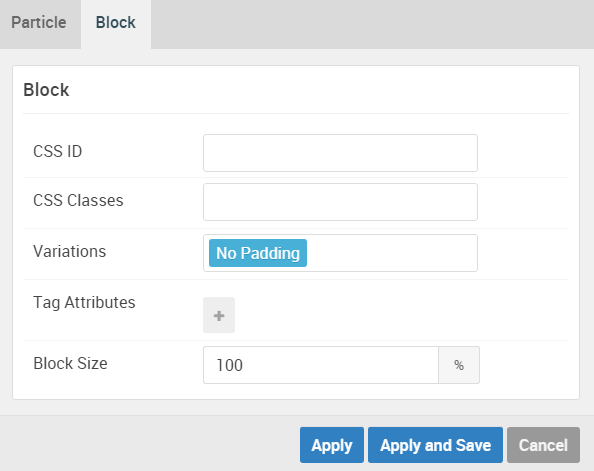 Particle Block
Block
CSS ID
CSS Classes
Variations No Padding
Tag Attributes +
Block Size 100 %
Apply Apply and Save Cancel